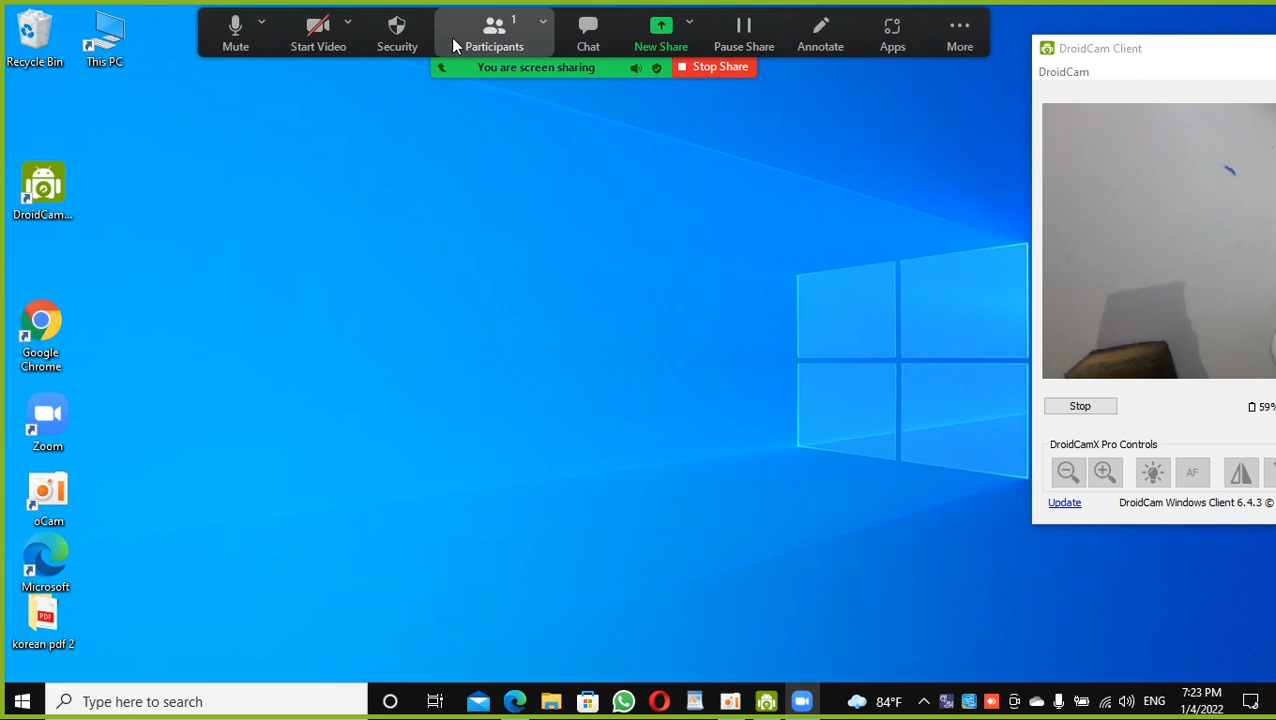 1
Mute
Start Video
Security
Participants
Chat
New Share
Pause Share
Annotate
Apps
More
You are screen sharing
Stop Share
Recycle Bin
This PC
DroidCam...
Google
Chrome
Zoom
oCam
Microsoft
PDF
korean pdf 2
DroidCam Client
DroidCam
Stop
59%
DroidCamX Pro Controls
AF
Update
DroidCam Windows Client 6.4.3 ©
Type here to search
84°F
ENG
7:23 PM
1/4/2022